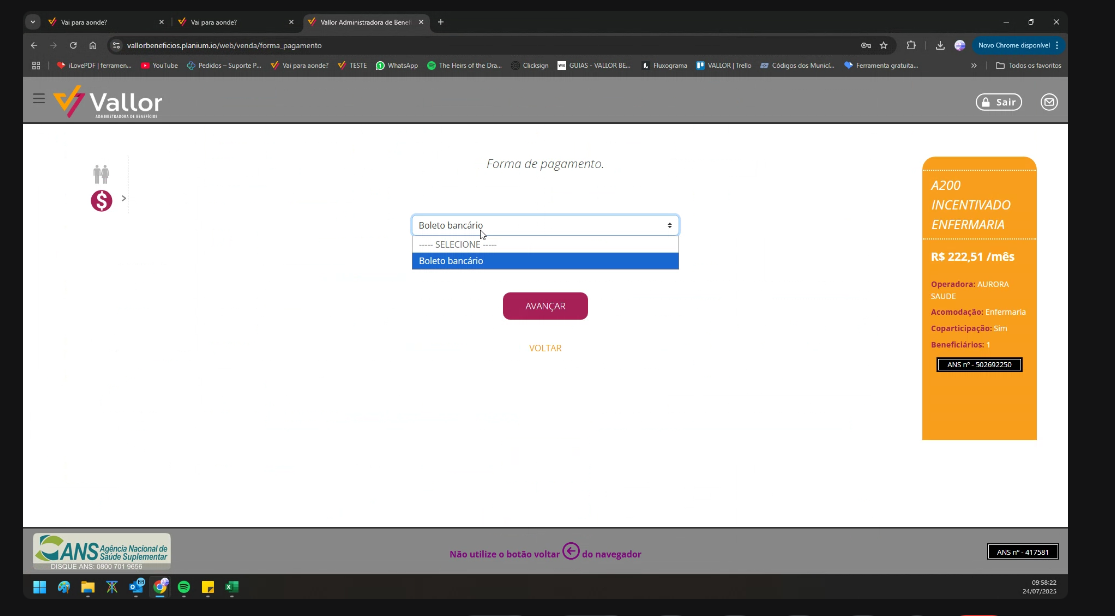 Vai para aonde?
Vai para aonde?
Vallor Administradora de Benefí
vallorbeneficios.planium.io/web/venda/forma_pagamento
Novo Chrome disponível
iLovePDF | ferramen...
YouTube
Pedidos – Suporte P...
Vai para aonde?
TESTE
WhatsApp
The Heirs of the Dra...
Clicksign
GUIAS - VALLOR BE...
Fluxograma
VALLOR | Trello
Códigos dos Municí...
Ferramenta gratuita...
Todos os favoritos
Vallor
ADMINISTRADORA DE BENEFÍCIOS
Sair
Forma de pagamento.
Boleto bancário
----- SELECIONE -----
Boleto bancário
AVANÇAR
VOLTAR
A200
INCENTIVADO
ENFERMARIA
R$ 222,51 /mês
Operadora: AURORA
SAUDE
Acomodação: Enfermaria
Coparticipação: Sim
Beneficiários: 1
ANS nº - 502692250
ANS Agência Nacional de
Saúde Suplementar
DISQUE ANS: 0800 701 9656
Não utilize o botão voltar do navegador
ANS nº - 417581
09:58:22
24/07/2025